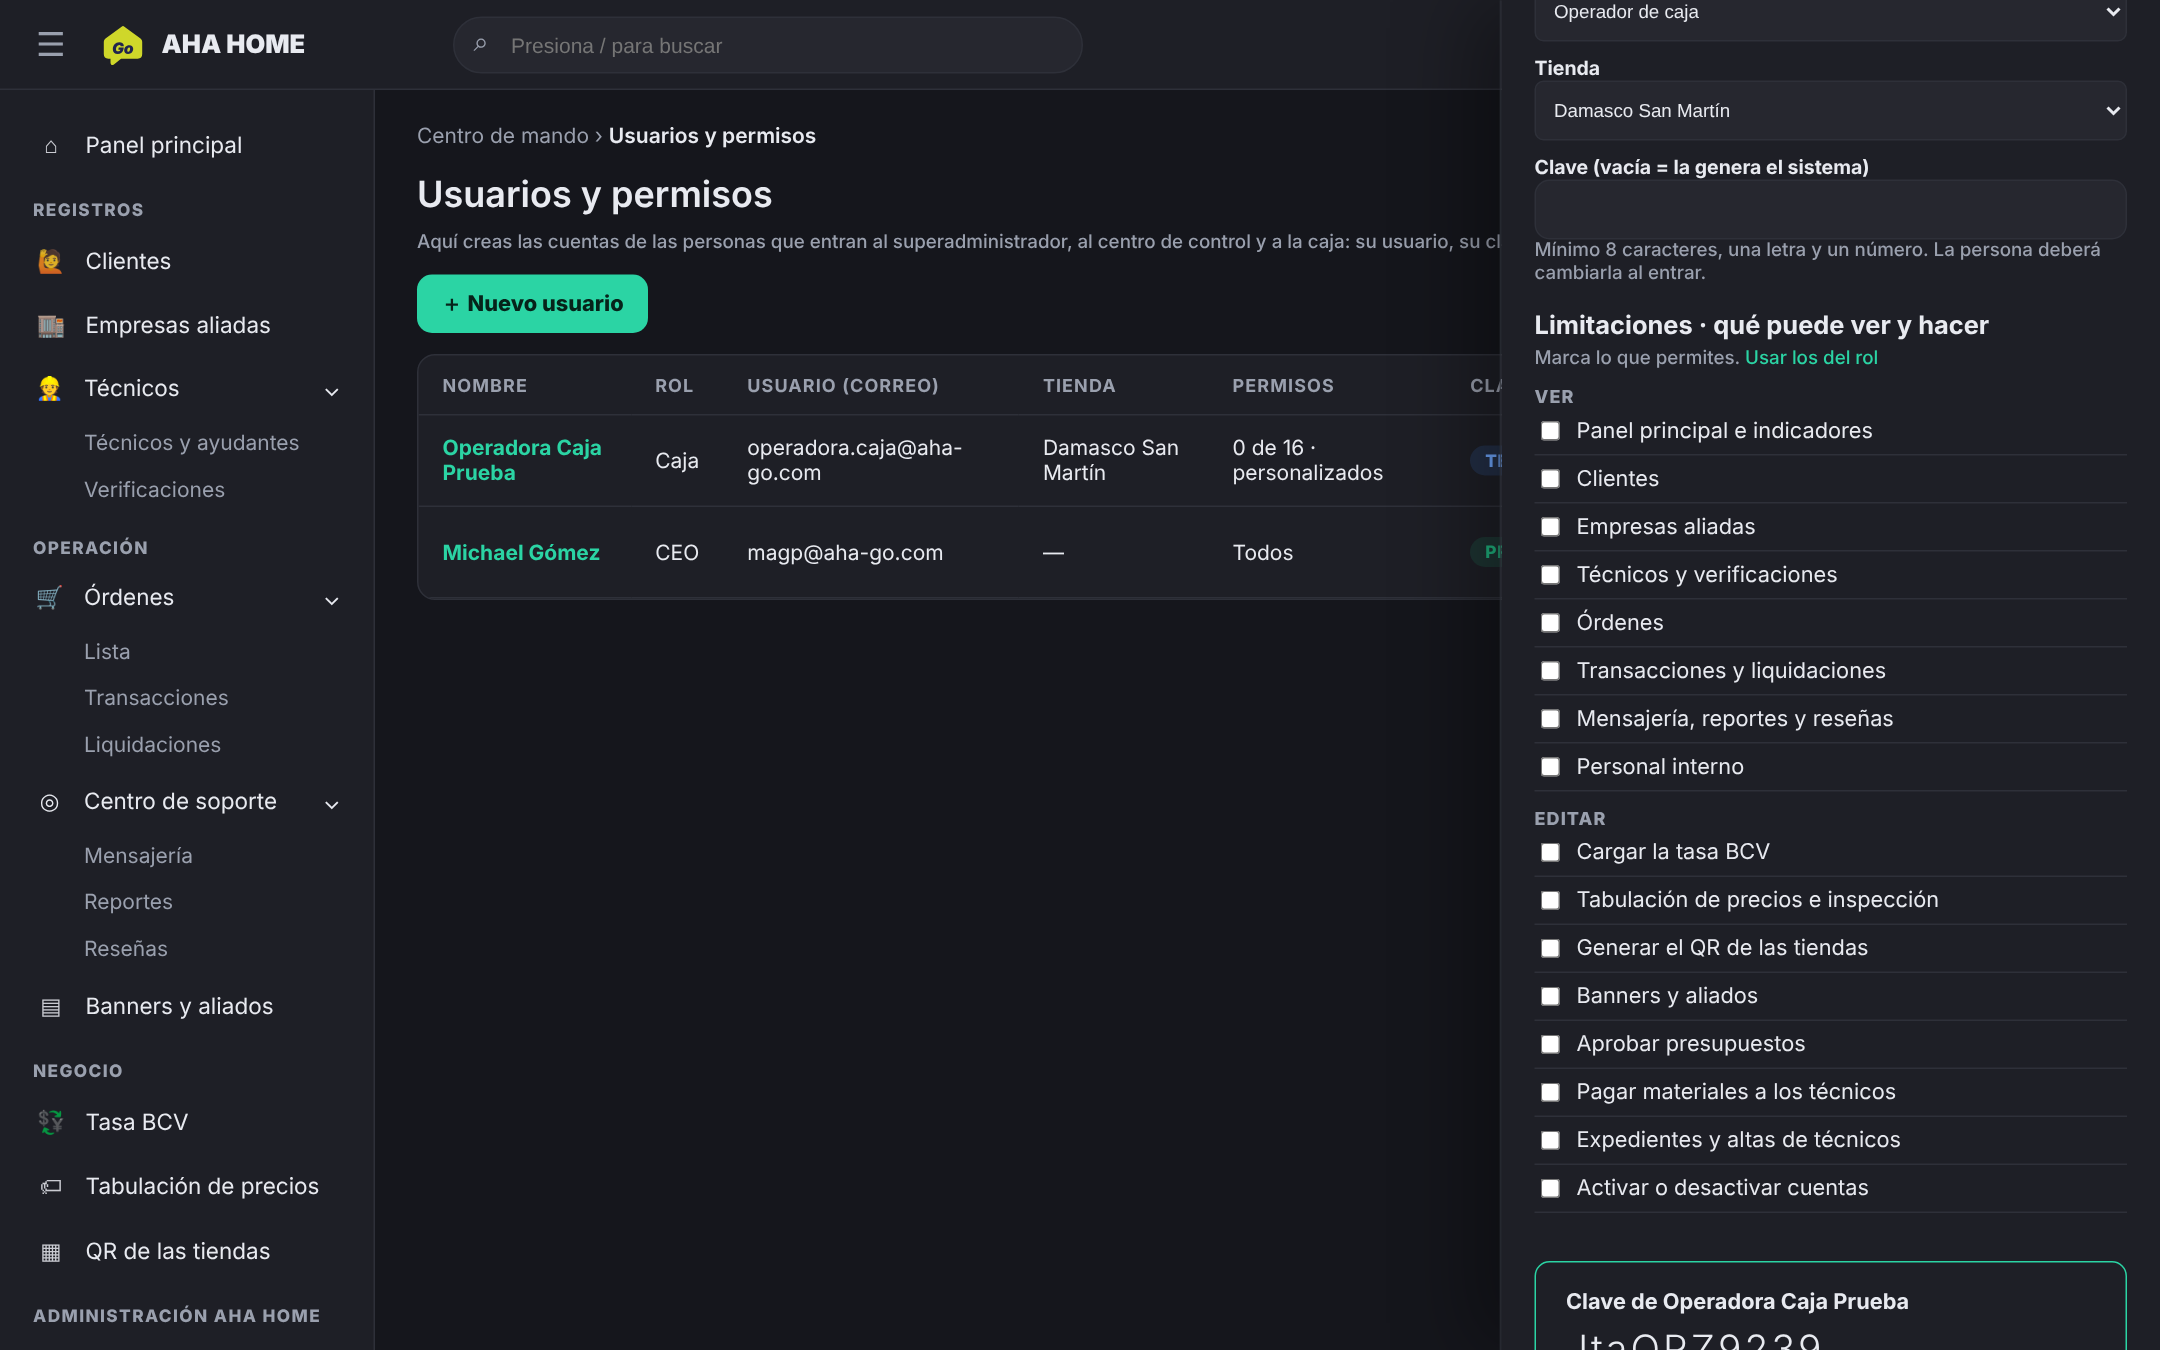 Go
AHA HOME
Presiona / para buscar
Panel principal
REGISTROS
Clientes
Empresas aliadas
Técnicos
Técnicos y ayudantes
Verificaciones
OPERACIÓN
Órdenes
Lista
Transacciones
Liquidaciones
Centro de soporte
Mensajería
Reportes
Reseñas
Banners y aliados
NEGOCIO
Tasa BCV
Tabulación de precios
QR de las tiendas
ADMINISTRACIÓN AHA HOME
Centro de mando › Usuarios y permisos
Usuarios y permisos
Aquí creas las cuentas de las personas que entran al superadministrador, al centro de control y a la caja: su usuario, su cl
+ Nuevo usuario
NOMBRE ROL USUARIO (CORREO) TIENDA PERMISOS
Operadora Caja Prueba Caja operadora.caja@aha-go.com Damasco San Martín 0 de 16 · personalizados
Michael Gómez CEO magp@aha-go.com — Todos
Operador de caja
Tienda
Damasco San Martín
Clave (vacía = la genera el sistema)
Mínimo 8 caracteres, una letra y un número. La persona deberá
cambiarla al entrar.
Limitaciones · qué puede ver y hacer
Marca lo que permites. Usar los del rol
VER
Panel principal e indicadores
Clientes
Empresas aliadas
Técnicos y verificaciones
Órdenes
Transacciones y liquidaciones
Mensajería, reportes y reseñas
Personal interno
EDITAR
Cargar la tasa BCV
Tabulación de precios e inspección
Generar el QR de las tiendas
Banners y aliados
Aprobar presupuestos
Pagar materiales a los técnicos
Expedientes y altas de técnicos
Activar o desactivar cuentas
Clave de Operadora Caja Prueba